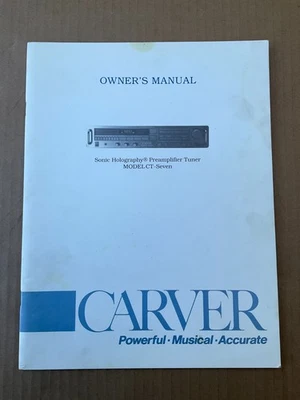 OWNER'S MANUAL
Sonic Holography® Preamplifier Tuner
MODEL CT-Seven
CARVER
Powerful · Musical · Accurate